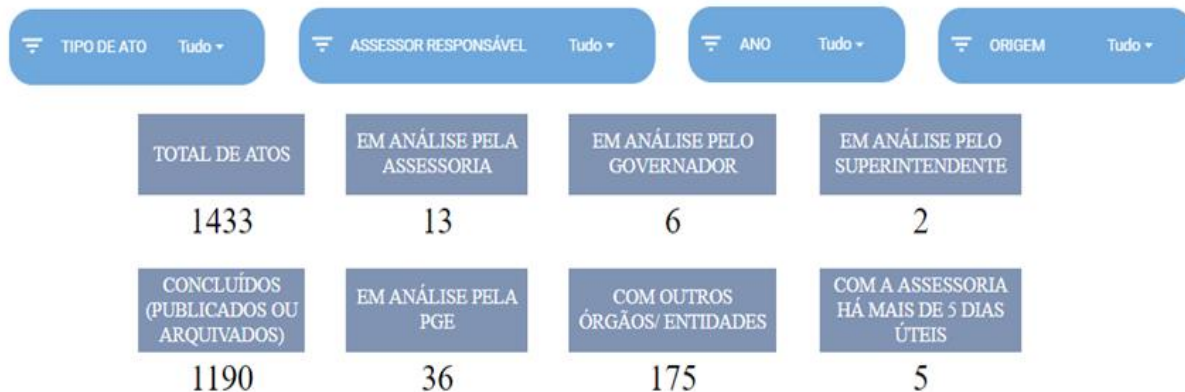 TIPO DE ATO Tudo
ASSESSOR RESPONSÁVEL Tudo
ANO Tudo
ORIGEM Tudo
TOTAL DE ATOS
1433
EM ANÁLISE PELA
ASSESSORIA
13
EM ANÁLISE PELO
GOVERNADOR
6
EM ANÁLISE PELO
SUPERINTENDENTE
2
CONCLUÍDOS
(PUBLICADOS OU
ARQUIVADOS)
1190
EM ANÁLISE PELA
PGE
36
COM OUTROS
ÓRGÃOS/ ENTIDADES
175
COM A ASSESSORIA
HÁ MAIS DE 5 DIAS
ÚTEIS
5